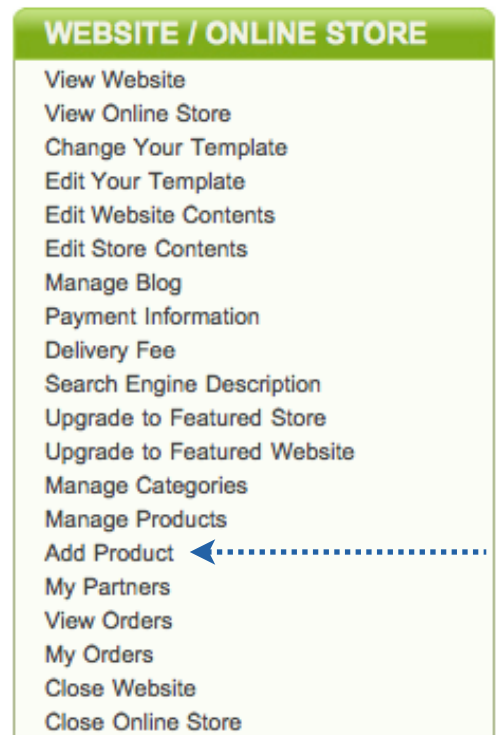 WEBSITE / ONLINE STORE
View Website
View Online Store
Change Your Template
Edit Your Template
Edit Website Contents
Edit Store Contents
Manage Blog
Payment Information
Delivery Fee
Search Engine Description
Upgrade to Featured Store
Upgrade to Featured Website
Manage Categories
Manage Products
Add Product
My Partners
View Orders
My Orders
Close Website
Close Online Store